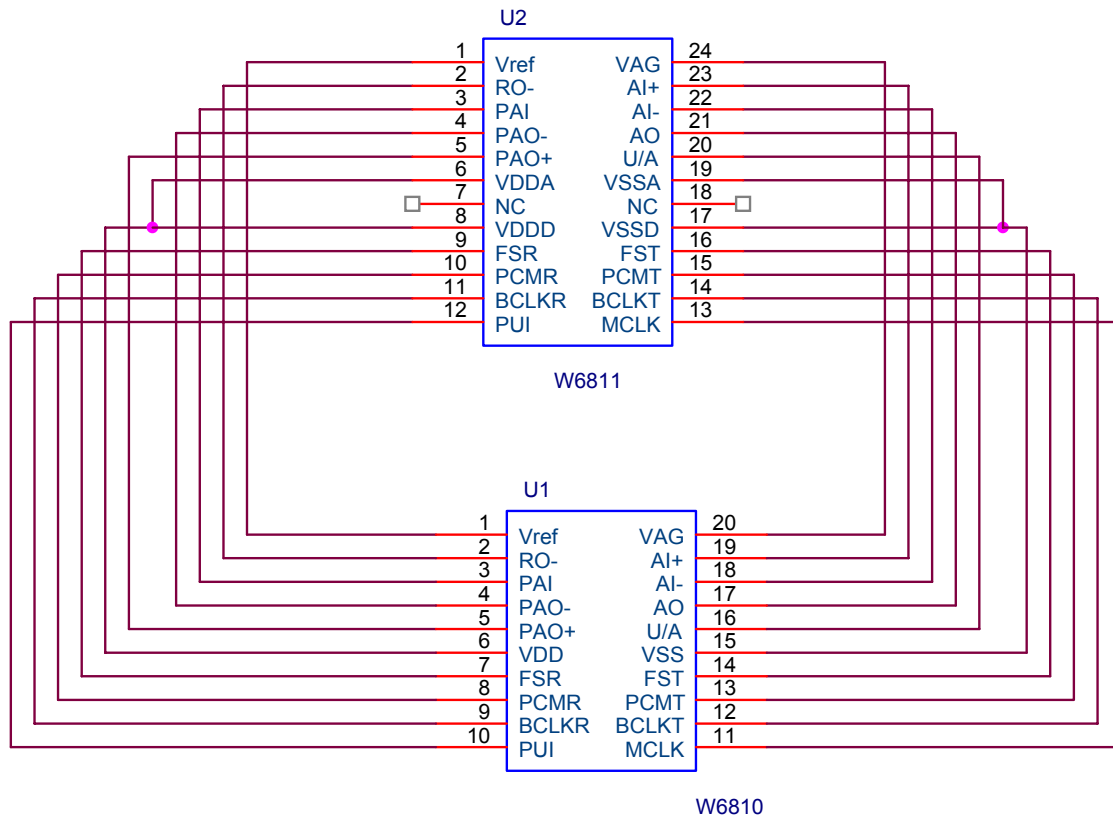 U2
1 Vref VAG 24
2 RO- AI+ 23
3 PAI AI- 22
4 PAO- AO 21
5 PAO+ U/A 20
6 VDDA VSSA 19
7 NC NC 18
8 VDDD VSSD 17
9 FSR FST 16
10 PCMR PCMT 15
11 BCLKR BCLKT 14
12 PUI MCLK 13
W6811
U1
1 Vref VAG 20
2 RO- AI+ 19
3 PAI AI- 18
4 PAO- AO 17
5 PAO+ U/A 16
6 VDD VSS 15
7 FSR FST 14
8 PCMR PCMT 13
9 BCLKR BCLKT 12
10 PUI MCLK 11
W6810